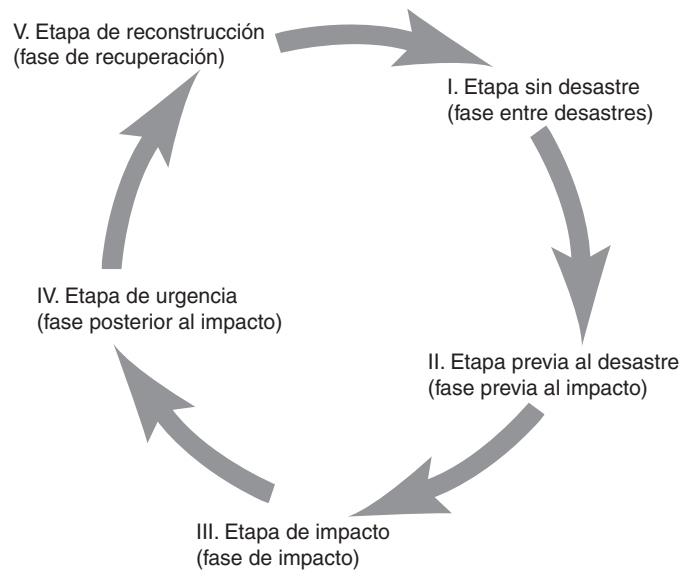 V. Etapa de reconstrucción
(fase de recuperación)
I. Etapa sin desastre
(fase entre desastres)
IV. Etapa de urgencia
(fase posterior al impacto)
II. Etapa previa al desastre
(fase previa al impacto)
III. Etapa de impacto
(fase de impacto)